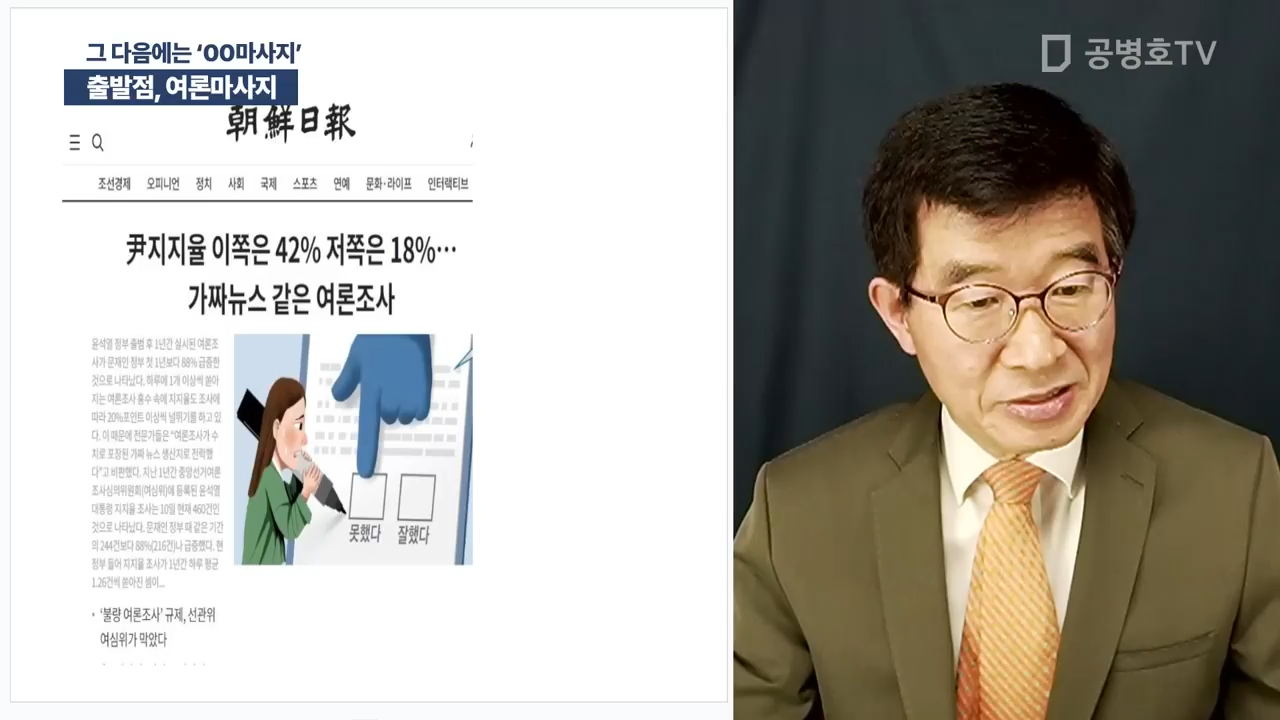 그 다음에는 ‘OO마사지’
출발점, 여론마사지
공병호TV
朝鮮日報
조선경제 오피니언 정치 사회 국제 스포츠 연예 문화·라이프 인터랙티브
尹지지율 이쪽은 42% 저쪽은 18%…
가짜뉴스 같은 여론조사
윤석열 정부 출범 후 1년간 실시된 여론조
사가 문재인 정부 첫 1년보다 88% 급증한
것으로 나타났다. 하루에 1개 이상씩 쏟아
지는 여론조사 홍수 속에 지지율도 조사에
따라 20%포인트 이상씩 널뛰기를 하고 있
다. 이 때문에 전문가들은 “여론조사가 수
치로 포장된 가짜 뉴스 생산지로 전락했
다”고 비판했다. 지난 1년간 중앙선거여론
조사심의위원회(여심위)에 등록된 윤석열
대통령 지지율 조사는 10일 현재 460건인
것으로 나타났다. 문재인 정부 때 같은 기간
의 244건보다 88%(216건)나 급증했다. 현
정부 들어 지지율 조사가 1년간 하루 평균
1.26건씩 쏟아진 셈이...
못했다 잘했다
· ‘불량 여론조사’ 규제, 선관위
여심위가 막았다